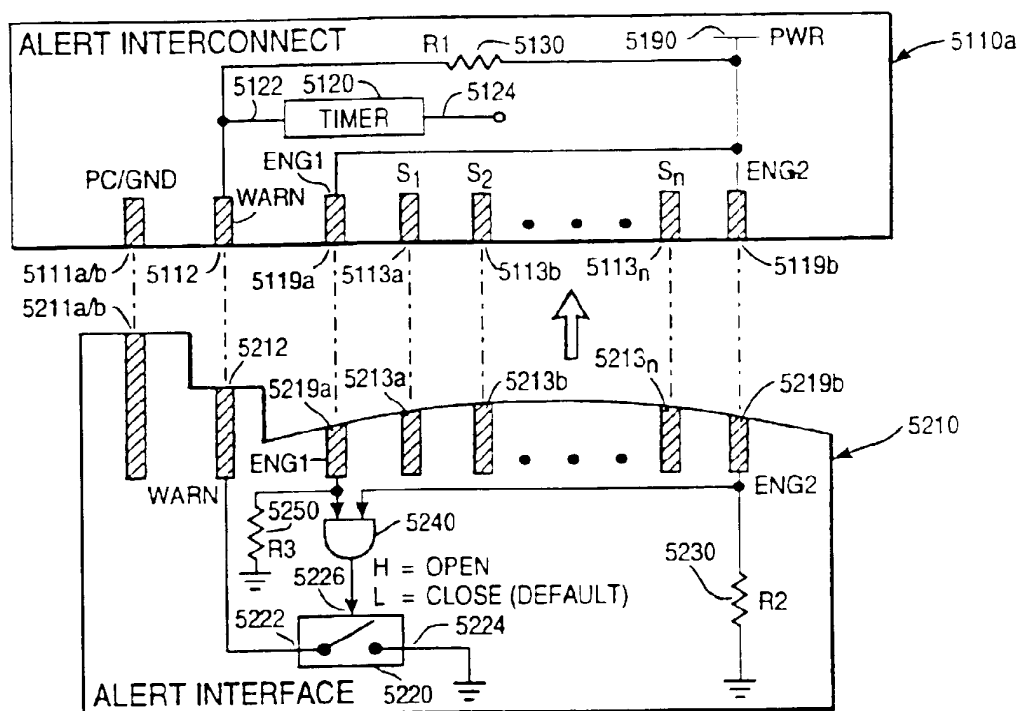 ALERT INTERCONNECT
R1
5130
5190
PWR
5110a
5122
5120
5124
TIMER
PC/GND
WARN
ENG1
S1
S2
Sn
ENG2
5111a/b
5112
5119a
5113a
5113b
5113n
5119b
5211a/b
5212
5219a
5213a
5213b
5213n
5219b
5210
WARN
ENG1
ENG2
5250
R3
5240
5230
R2
5226
H = OPEN
L = CLOSE (DEFAULT)
5222
5224
5220
ALERT INTERFACE